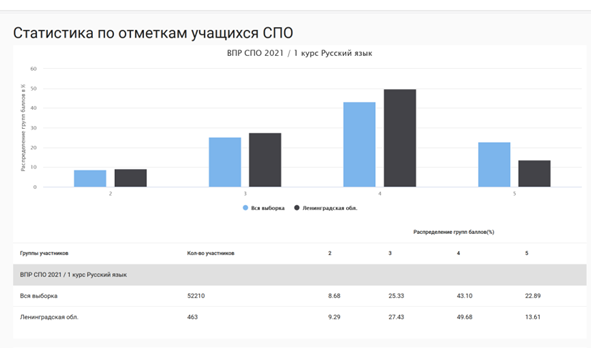 Статистика по отметкам учащихся СПО
ВПР СПО 2021 / 1 курс Русский язык
Распределение групп баллов в %
60
50
40
30
20
10
0
2 3 4 5
Вся выборка Ленинградская обл.
Распределение групп баллов(%)
Группы участников Кол-во участников 2 3 4 5
ВПР СПО 2021 / 1 курс Русский язык
Вся выборка 52210 8.68 25.33 43.10 22.89
Ленинградская обл. 463 9.29 27.43 49.68 13.61